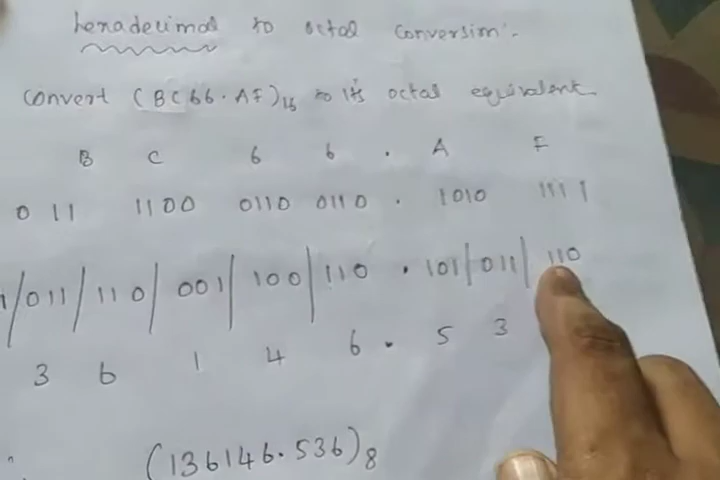 hexadecimal to octal conversion:-
Convert (BC66.AF)16 to its octal equivalent
B C 6 6 . A F
0 11 1100 0110 0110 . 1010 1111
1/011/110/001/100/110 . 101/011/110
3 6 1 4 6 . 5 3
(136146.536)8